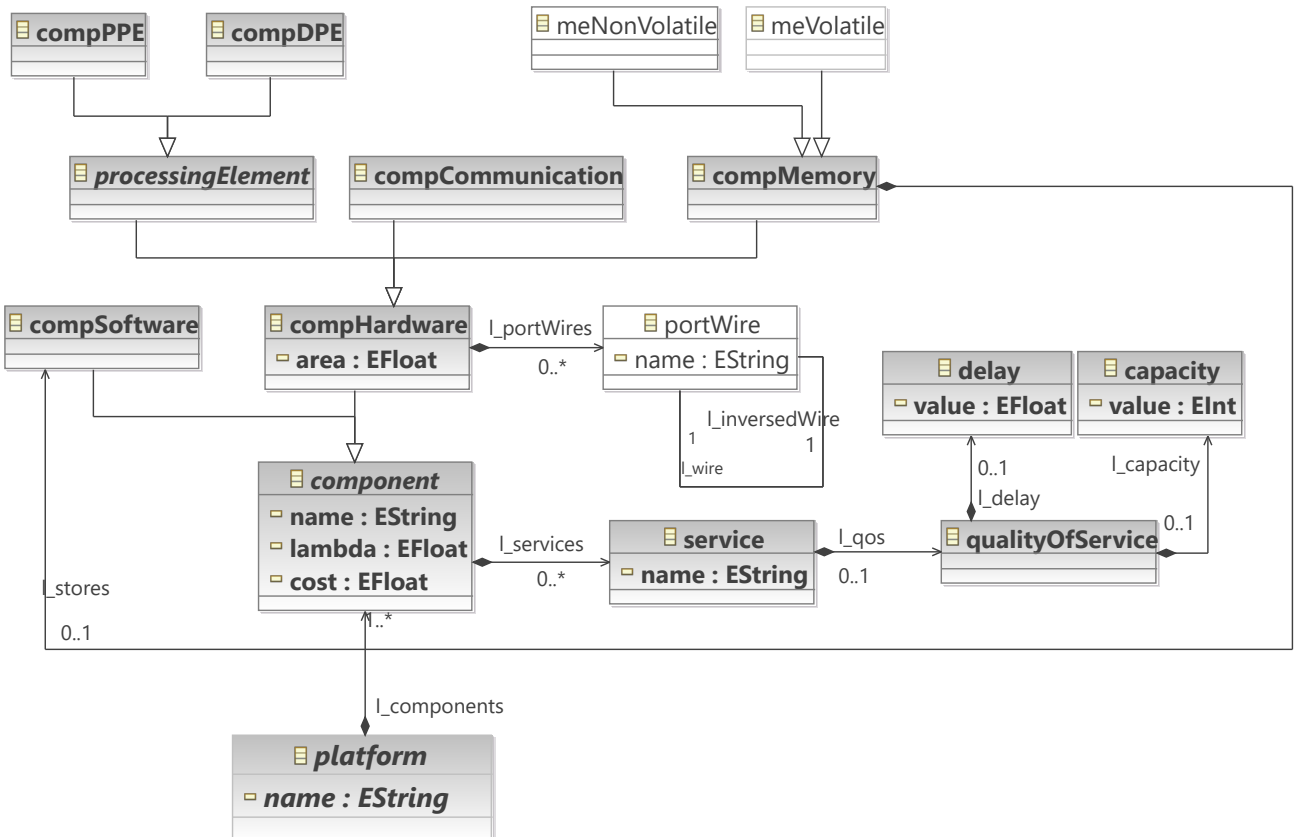 compPPE
compDPE
meNonVolatile
meVolatile
processingElement
compCommunication
compMemory
compSoftware
compHardware
area : EFloat
l_portWires
0..*
portWire
name : EString
l_inversedWire
1
1
l_wire
delay
value : EFloat
capacity
value : EInt
0..1
l_delay
l_capacity
0..1
component
name : EString
lambda : EFloat
cost : EFloat
l_services
0..*
service
name : EString
l_qos
0..1
qualityOfService
l_stores
0..1
1..*
l_components
platform
name : EString